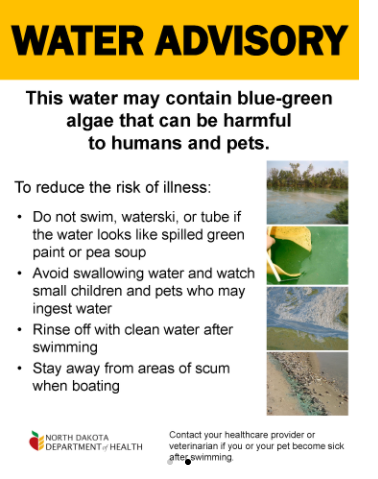 WATER ADVISORY
This water may contain blue-green
algae that can be harmful
to humans and pets.
To reduce the risk of illness:
• Do not swim, waterski, or tube if
the water looks like spilled green
paint or pea soup
• Avoid swallowing water and watch
small children and pets who may
ingest water
• Rinse off with clean water after
swimming
• Stay away from areas of scum
when boating
NORTH DAKOTA
DEPARTMENT of HEALTH
Contact your healthcare provider or
veterinarian if you or your pet become sick
after swimming.